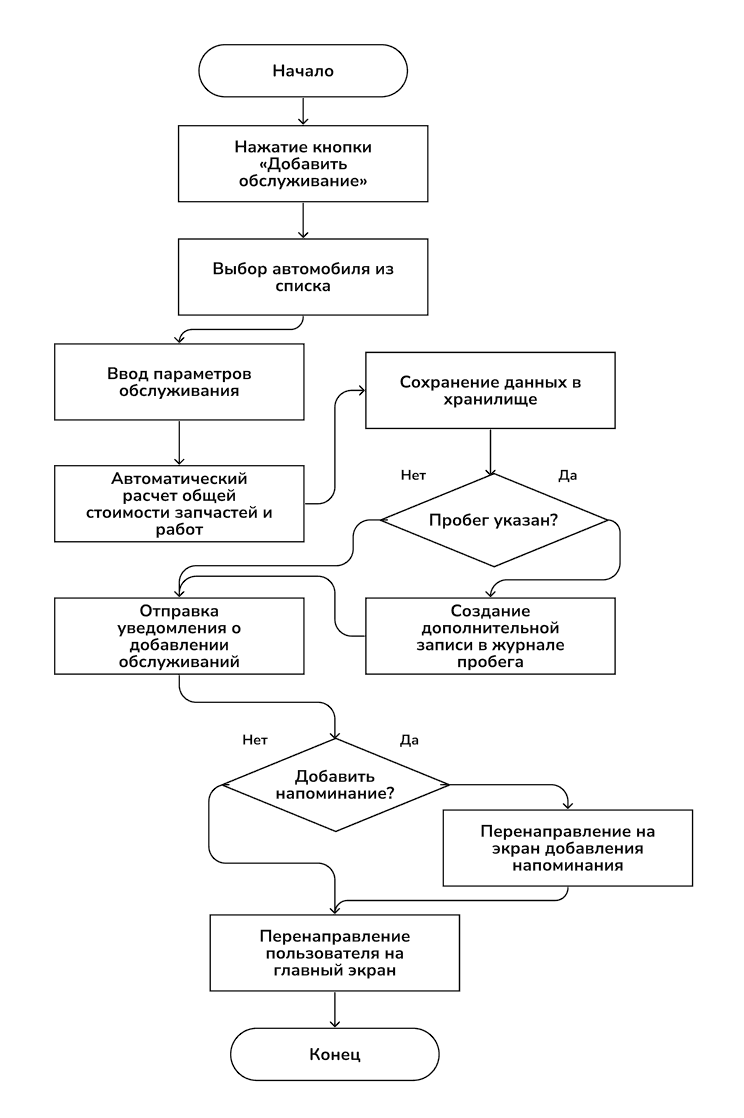 Начало
Нажатие кнопки
«Добавить
обслуживание»
Выбор автомобиля из
списка
Ввод параметров
обслуживания
Автоматический
расчет общей
стоимости запчастей и
работ
Сохранение данных в
хранилище
Нет
Да
Пробег указан?
Создание
дополнительной
записи в журнале
пробега
Отправка
уведомления о
добавлении
обслуживаний
Нет
Да
Добавить
напоминание?
Перенаправление на
экран добавления
напоминания
Перенаправление
пользователя на
главный экран
Конец